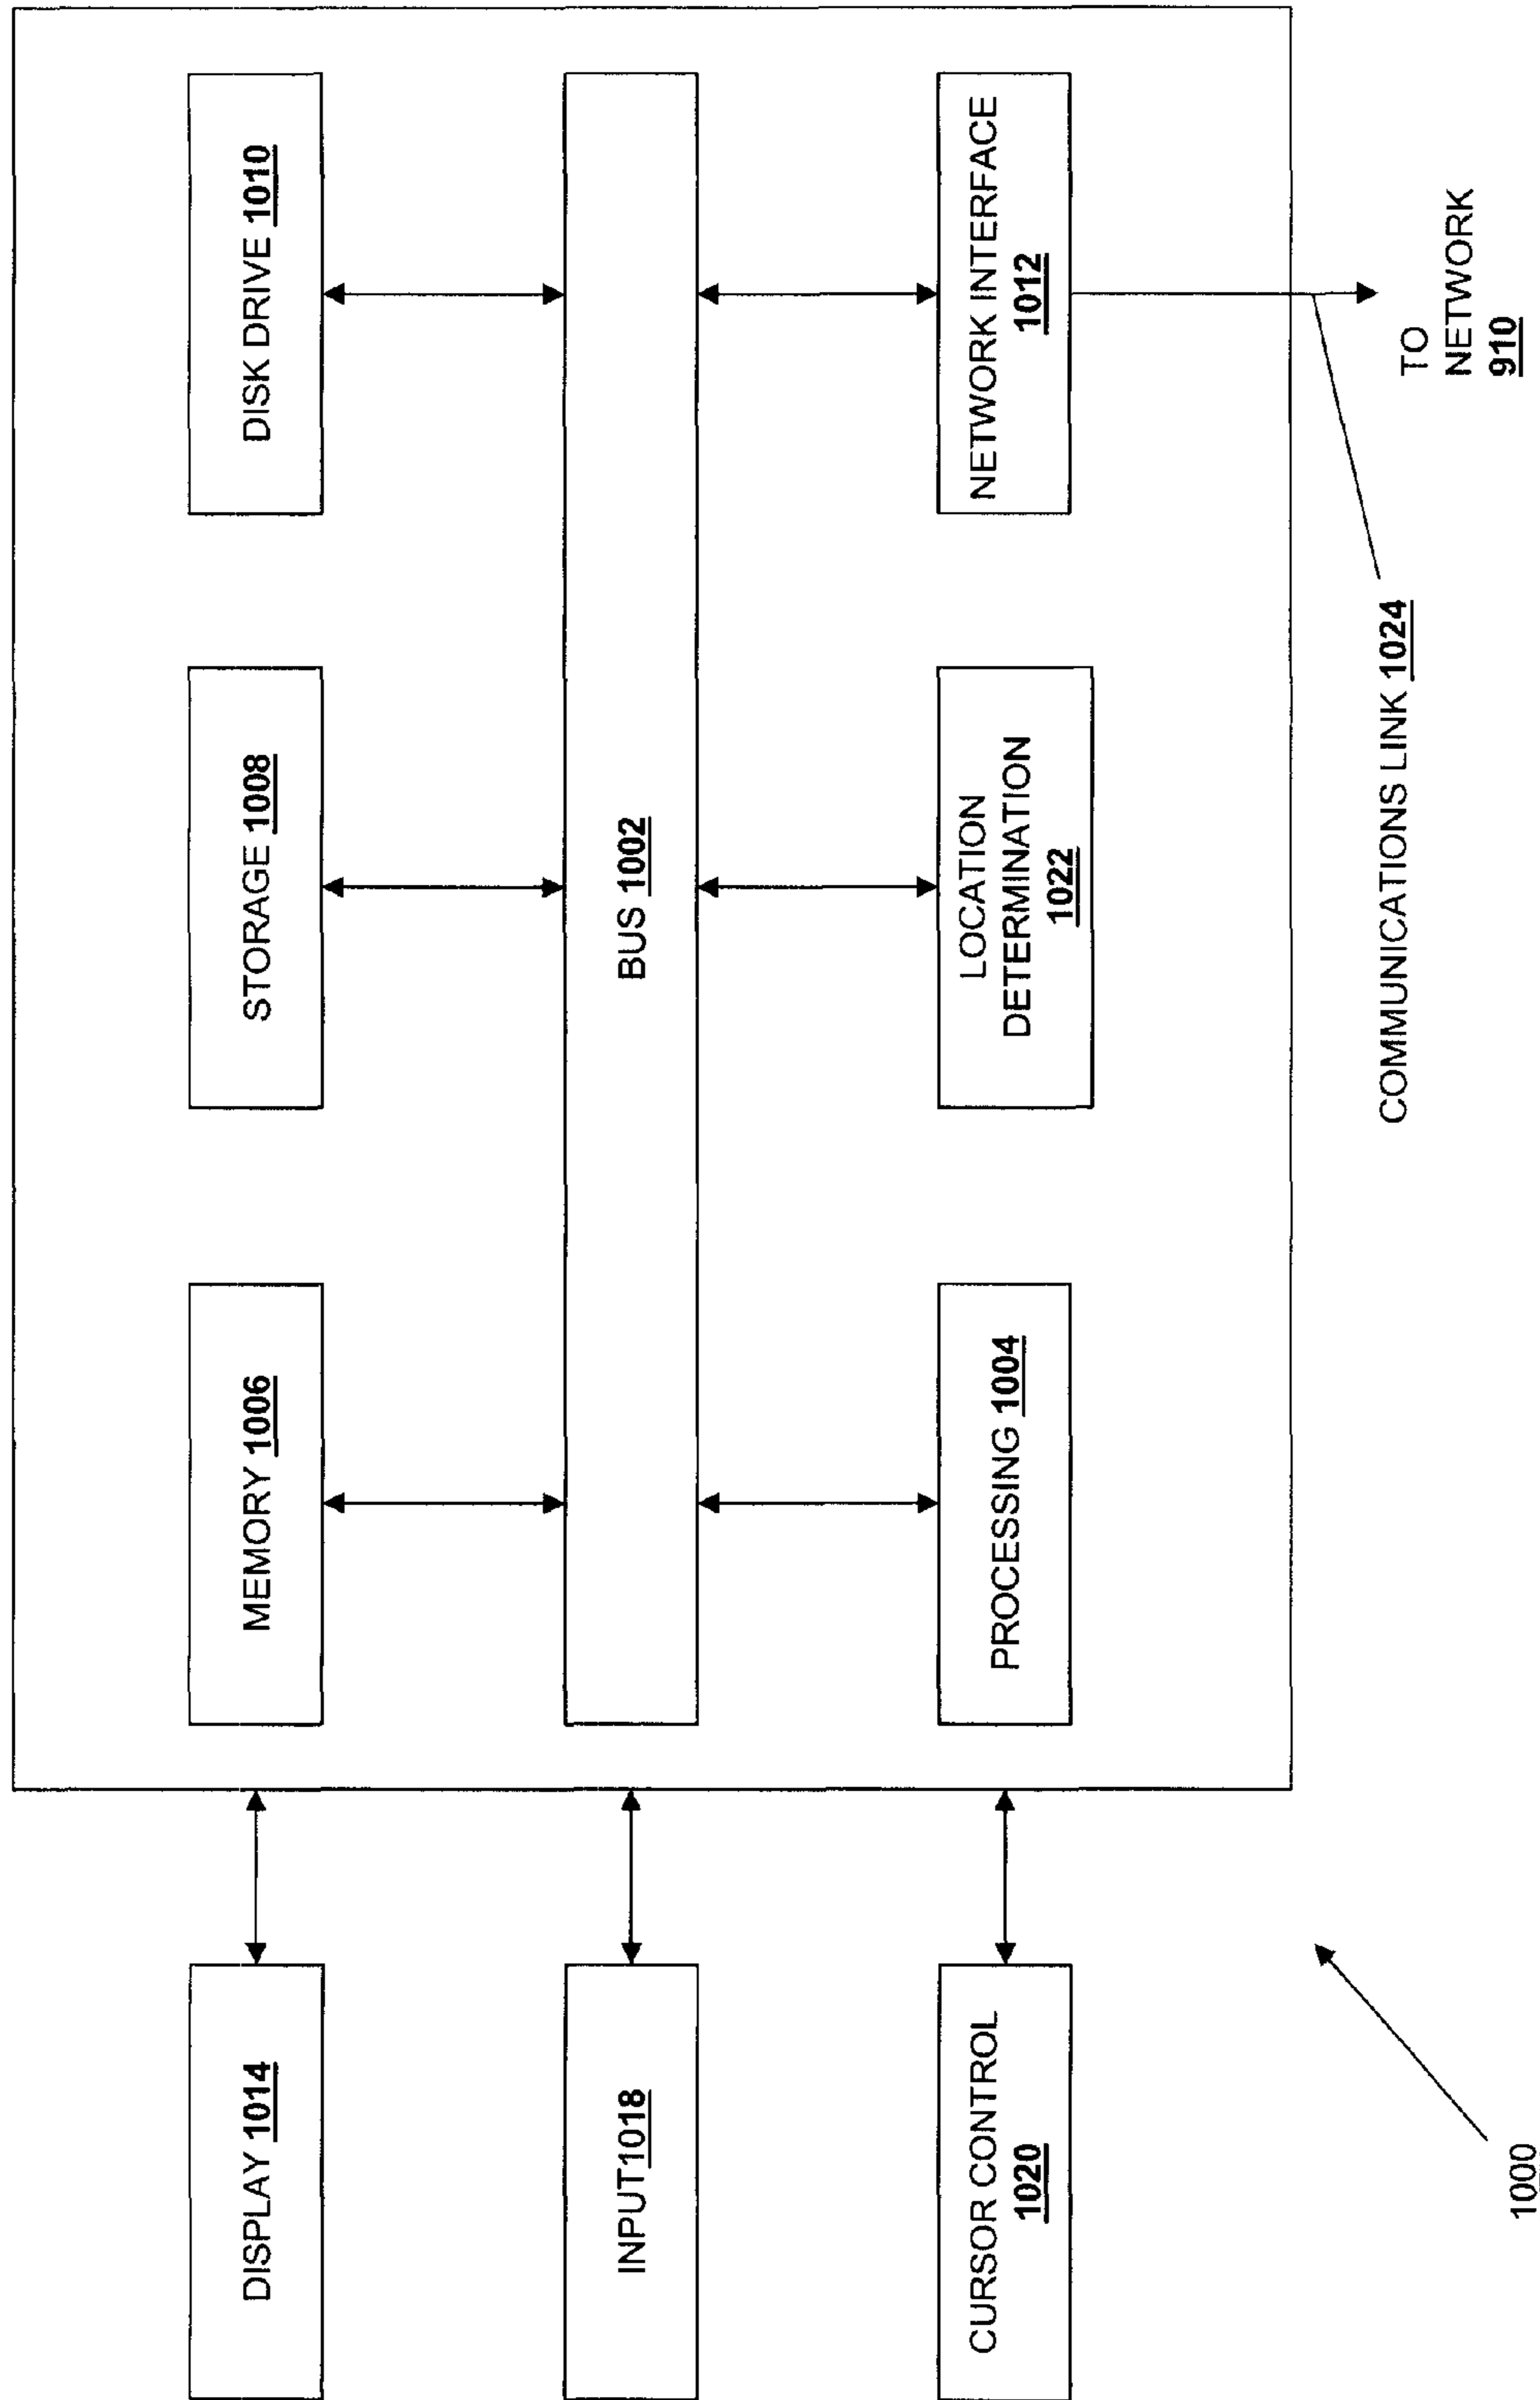 DISPLAY 1014
MEMORY 1006
STORAGE 1008
DISK DRIVE 1010
INPUT1018
BUS 1002
CURSOR CONTROL
1020
PROCESSING 1004
LOCATION
DETERMINATION
1022
NETWORK INTERFACE
1012
COMMUNICATIONS LINK 1024
TO
NETWORK
910
1000